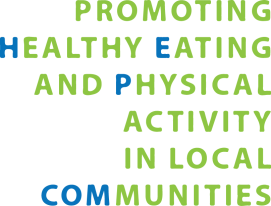 PROMOTING
HEALTHY EATING
AND PHYSICAL
ACTIVITY
IN LOCAL
COMMUNITIES